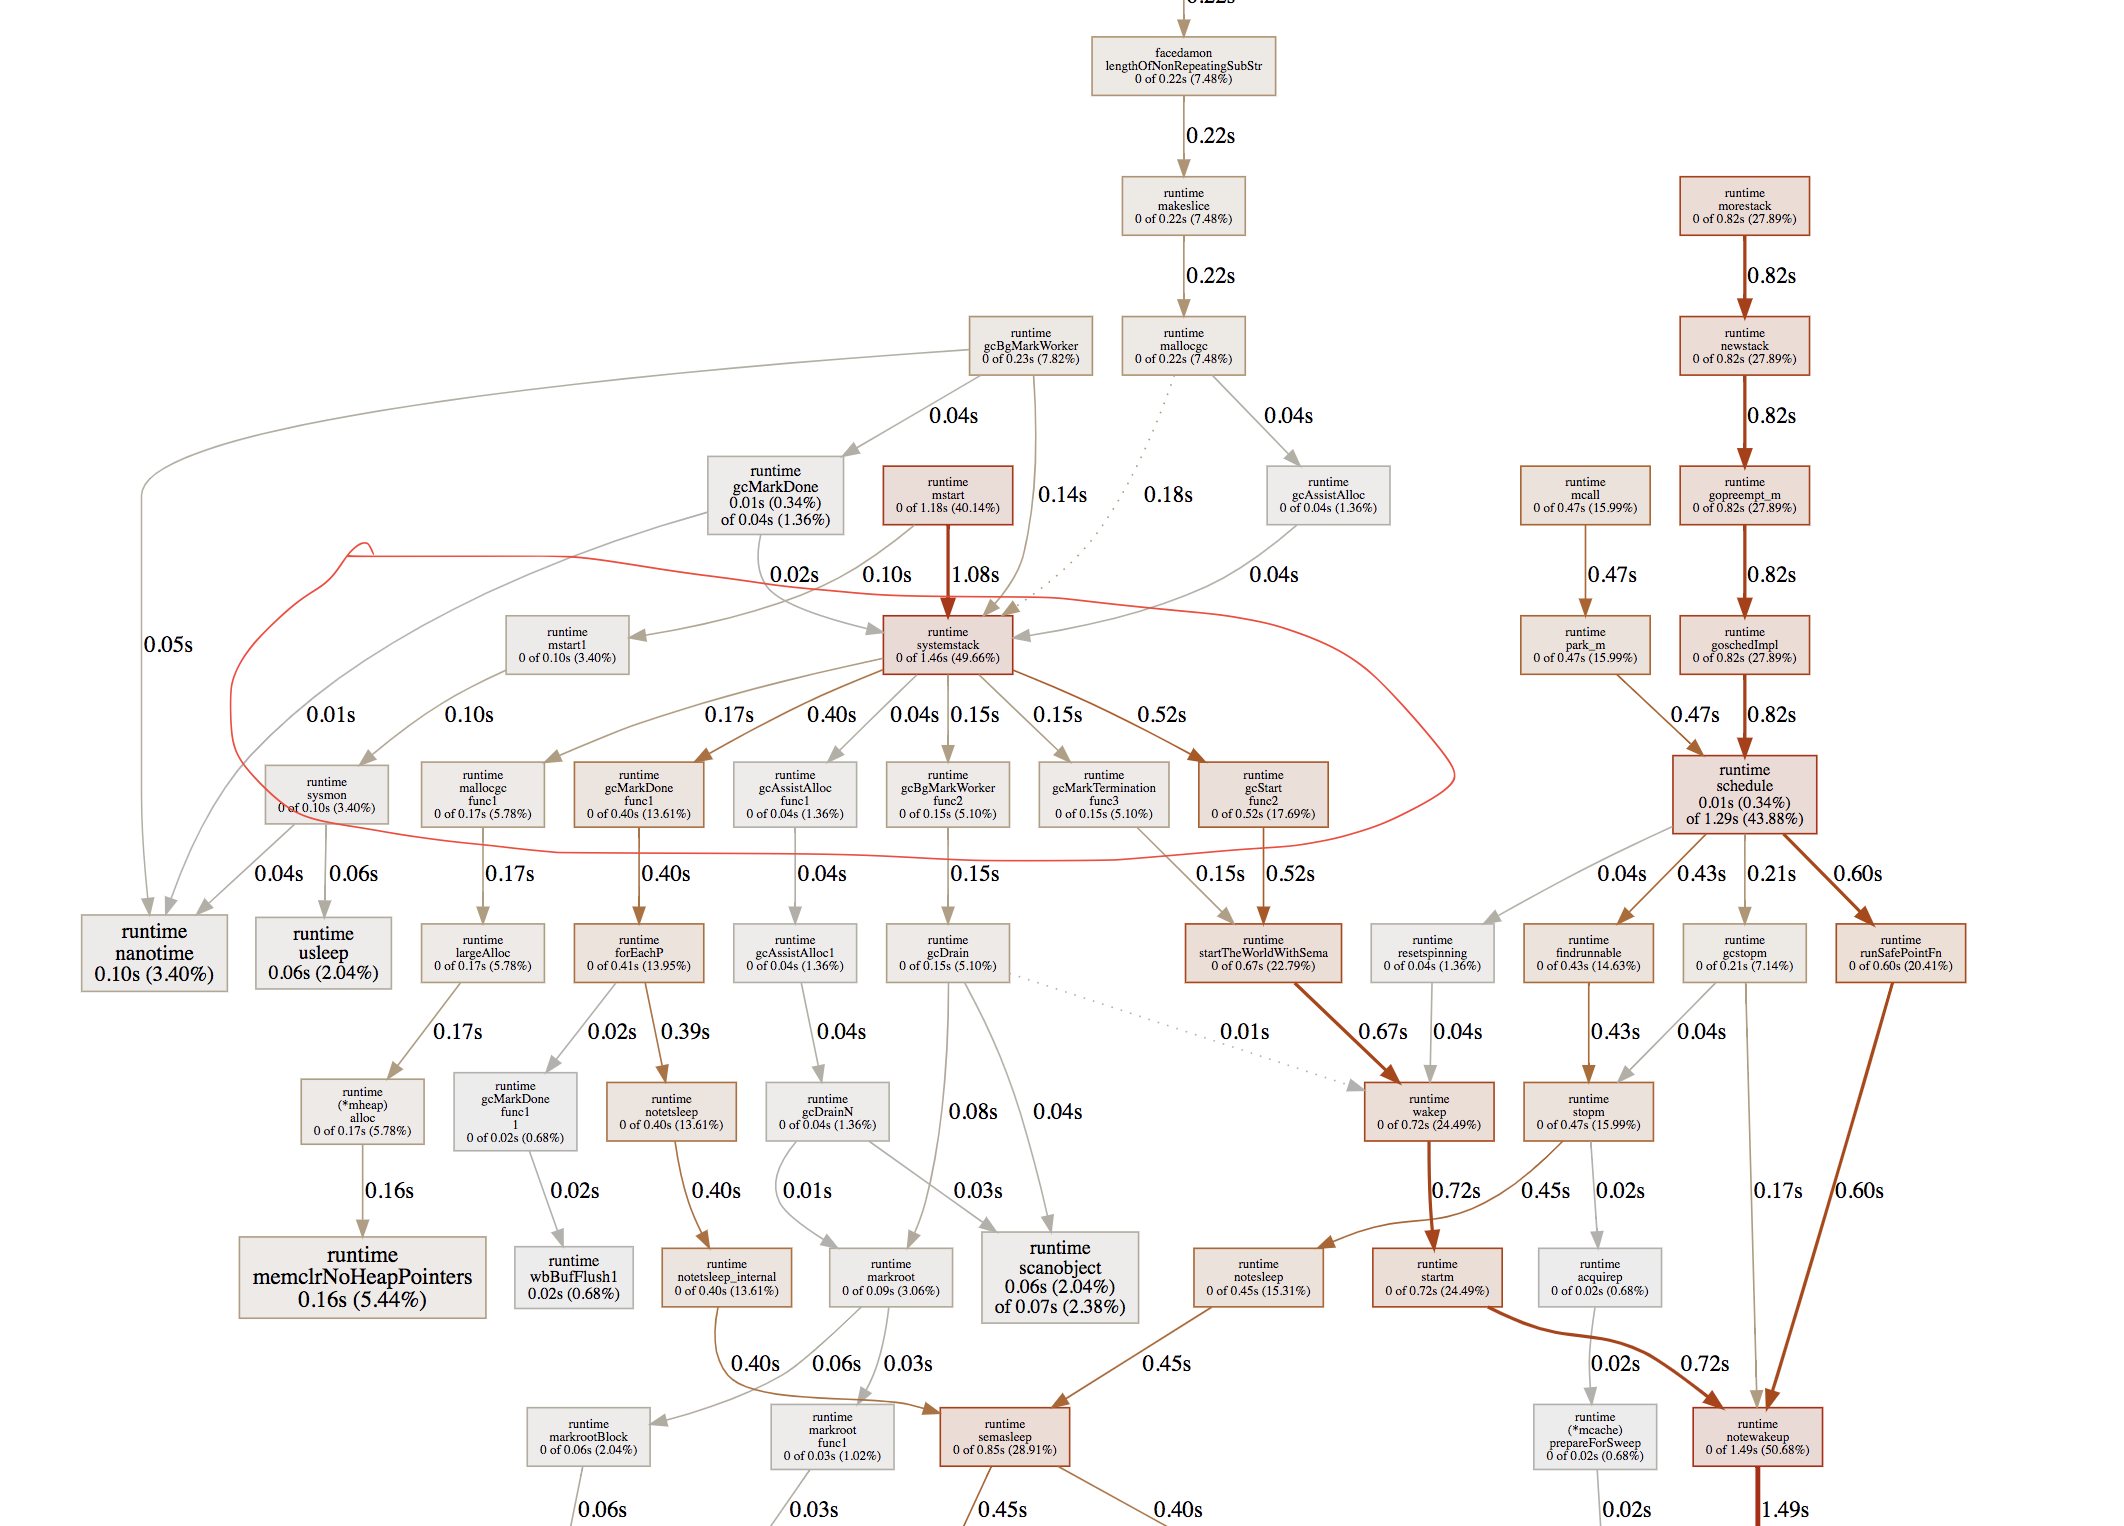 0.22s
facedamon
lengthOfNonRepeatingSubStr
0 of 0.22s (7.48%)
0.22s
runtime
makeslice
0 of 0.22s (7.48%)
runtime
morestack
0 of 0.82s (27.89%)
0.22s
0.82s
runtime
gcBgMarkWorker
0 of 0.23s (7.82%)
runtime
mallocgc
0 of 0.22s (7.48%)
runtime
newstack
0 of 0.82s (27.89%)
0.04s
0.04s
0.82s
runtime
gcMarkDone
0.01s (0.34%)
of 0.04s (1.36%)
runtime
mstart
0 of 1.18s (40.14%)
0.14s
0.18s
runtime
gcAssistAlloc
0 of 0.04s (1.36%)
runtime
mcall
0 of 0.47s (15.99%)
runtime
gopreempt_m
0 of 0.82s (27.89%)
0.02s
0.10s
1.08s
0.04s
0.47s
0.82s
0.05s
runtime
mstart1
0 of 0.10s (3.40%)
runtime
systemstack
0 of 1.46s (49.66%)
runtime
park_m
0 of 0.47s (15.99%)
runtime
goschedImpl
0 of 0.82s (27.89%)
0.01s
0.10s
0.17s
0.40s
0.04s
0.15s
0.15s
0.52s
0.47s
0.82s
runtime
sysmon
0 of 0.10s (3.40%)
runtime
mallocgc
func1
0 of 0.17s (5.78%)
runtime
gcMarkDone
func1
0 of 0.40s (13.61%)
runtime
gcAssistAlloc
func1
0 of 0.04s (1.36%)
runtime
gcBgMarkWorker
func2
0 of 0.15s (5.10%)
runtime
gcMarkTermination
func3
0 of 0.15s (5.10%)
runtime
gcStart
func2
0 of 0.52s (17.69%)
runtime
schedule
0.01s (0.34%)
of 1.29s (43.88%)
0.04s
0.06s
0.17s
0.40s
0.04s
0.15s
0.15s
0.52s
0.04s
0.43s
0.21s
0.60s
runtime
nanotime
0.10s (3.40%)
runtime
usleep
0.06s (2.04%)
runtime
largeAlloc
0 of 0.17s (5.78%)
runtime
forEachP
0 of 0.41s (13.95%)
runtime
gcAssistAlloc1
0 of 0.04s (1.36%)
runtime
gcDrain
0 of 0.15s (5.10%)
runtime
startTheWorldWithSema
0 of 0.67s (22.79%)
runtime
resetspinning
0 of 0.04s (1.36%)
runtime
findrunnable
0 of 0.43s (14.63%)
runtime
gcstopm
0 of 0.21s (7.14%)
runtime
runSafePointFn
0 of 0.60s (20.41%)
0.17s
0.02s
0.39s
0.04s
0.01s
0.67s
0.04s
0.43s
0.04s
runtime
(*mheap)
alloc
0 of 0.17s (5.78%)
runtime
gcMarkDone
func1
1
0 of 0.02s (0.68%)
runtime
notetsleep
0 of 0.40s (13.61%)
runtime
gcDrainN
0 of 0.04s (1.36%)
0.08s
0.04s
runtime
wakep
0 of 0.72s (24.49%)
runtime
stopm
0 of 0.47s (15.99%)
0.16s
0.02s
0.40s
0.01s
0.03s
0.72s
0.45s
0.02s
0.17s
0.60s
runtime
memclrNoHeapPointers
0.16s (5.44%)
runtime
wbBufFlush1
0.02s (0.68%)
runtime
notetsleep_internal
0 of 0.40s (13.61%)
runtime
markroot
0 of 0.09s (3.06%)
runtime
scanobject
0.06s (2.04%)
of 0.07s (2.38%)
runtime
notesleep
0 of 0.45s (15.31%)
runtime
startm
0 of 0.72s (24.49%)
runtime
acquirep
0 of 0.02s (0.68%)
0.40s
0.06s
0.03s
0.45s
0.02s
0.72s
runtime
markrootBlock
0 of 0.06s (2.04%)
runtime
markroot
func1
0 of 0.03s (1.02%)
runtime
semasleep
0 of 0.85s (28.91%)
runtime
(*mcache)
prepareForSweep
0 of 0.02s (0.68%)
runtime
notewakeup
0 of 1.49s (50.68%)
0.06s
0.03s
0.45s
0.40s
0.02s
1.49s